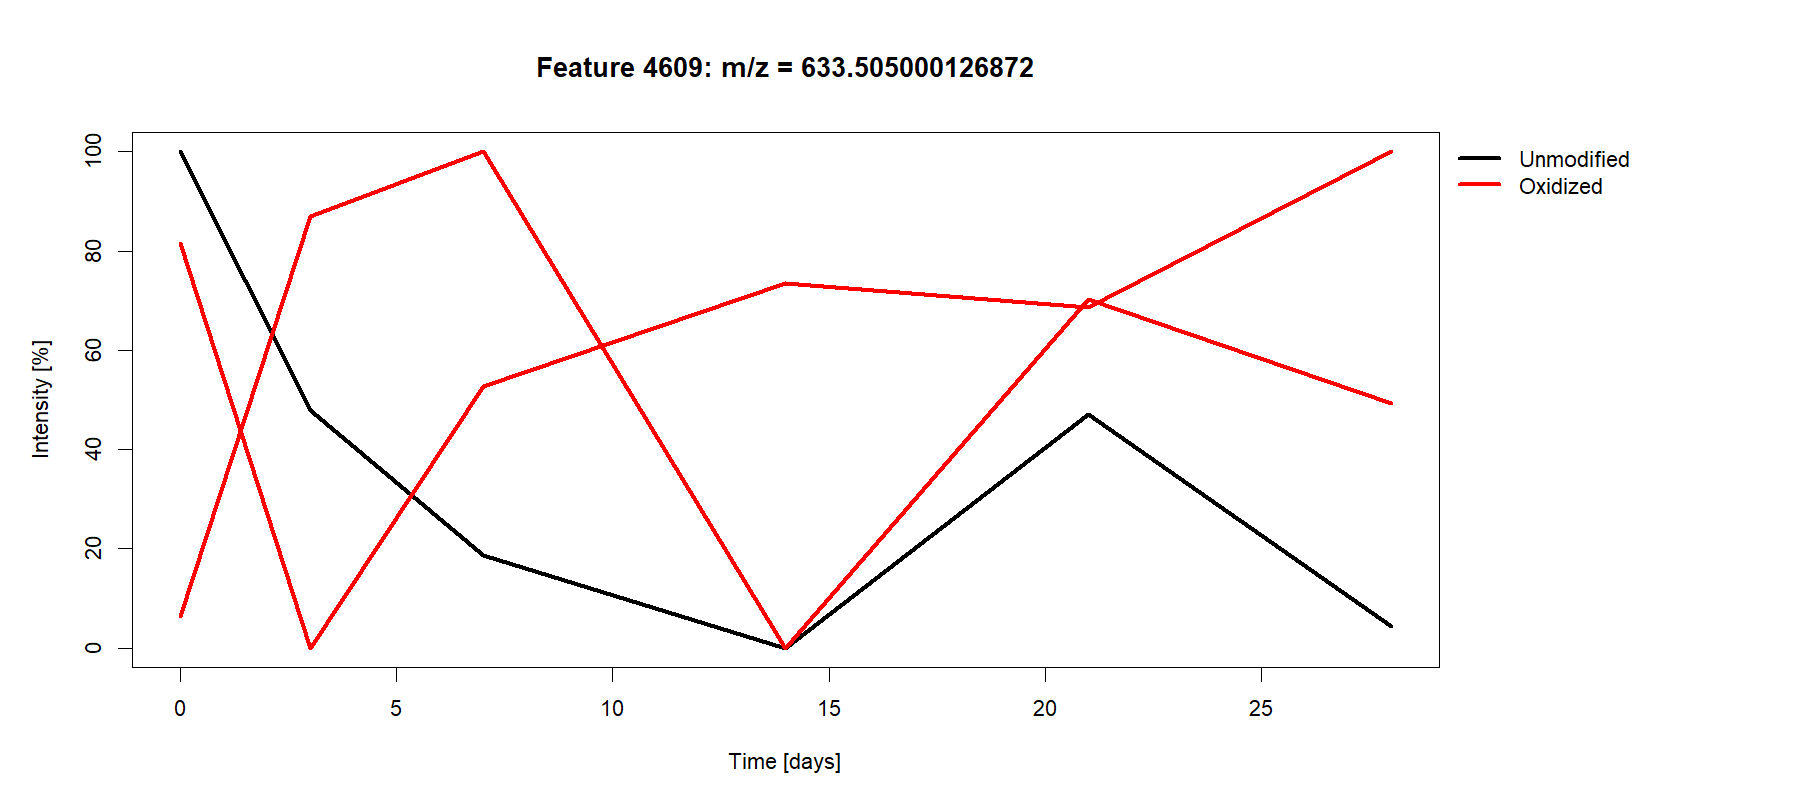 Feature 4609: m/z = 633.505000126872
Unmodified
Oxidized
Intensity [%]
100
80
60
40
20
0
0 5 10 15 20 25
Time [days]